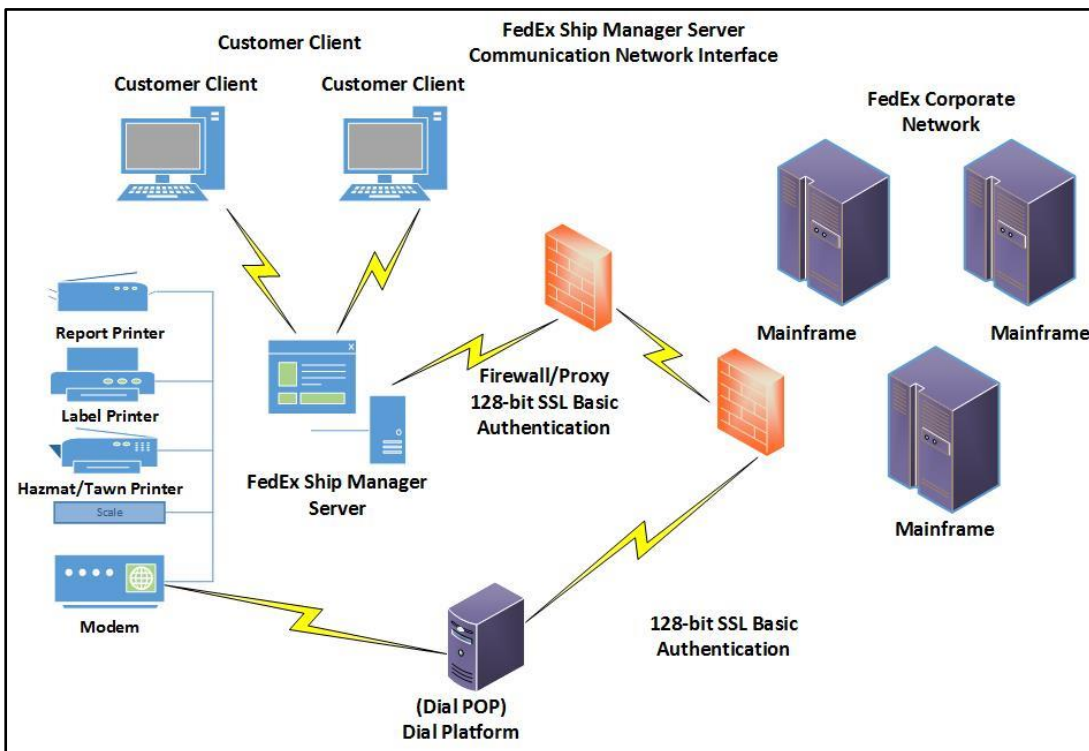 FedEx Ship Manager Server
Communication Network Interface
Customer Client
Customer Client
Customer Client
FedEx Corporate
Network
Mainframe
Mainframe
Mainframe
Report Printer
Label Printer
Hazmat/Tawn Printer
Scale
Modem
X
FedEx Ship Manager
Server
Firewall/Proxy
128-bit SSL Basic
Authentication
128-bit SSL Basic
Authentication
(Dial POP)
Dial Platform